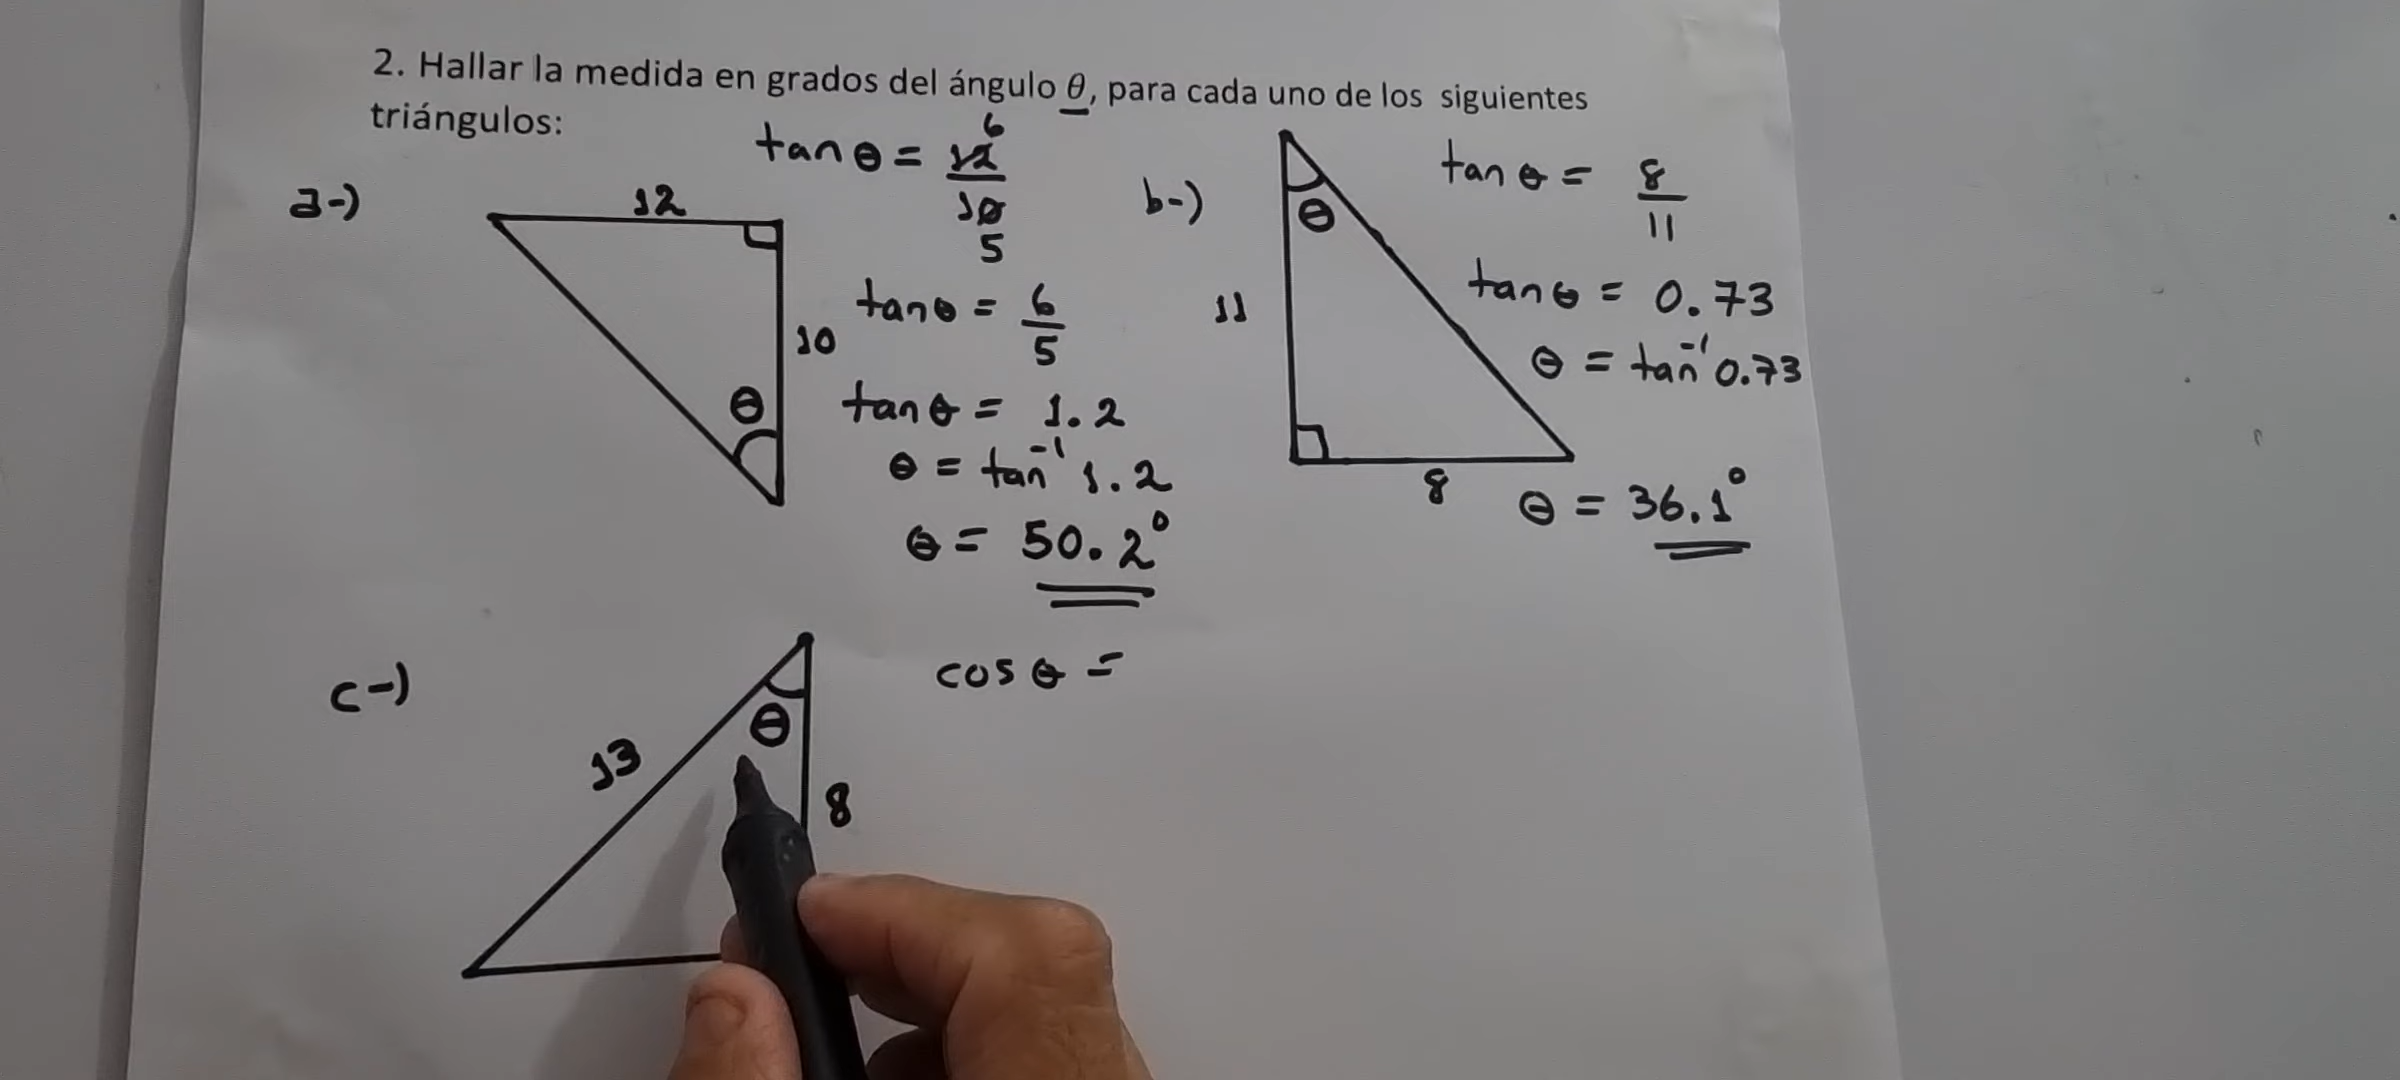 2. Hallar la medida en grados del ángulo θ, para cada uno de los siguientes
triángulos:
a-)
12
10
θ
tan θ = 12/10
6
5
tan θ = 6/5
tan θ = 1.2
θ = tan⁻¹ 1.2
θ = 50.2°
b-)
θ
11
8
tan θ = 8/11
tan θ = 0.73
θ = tan⁻¹ 0.73
θ = 36.1°
c-)
13
θ
8
cos θ =